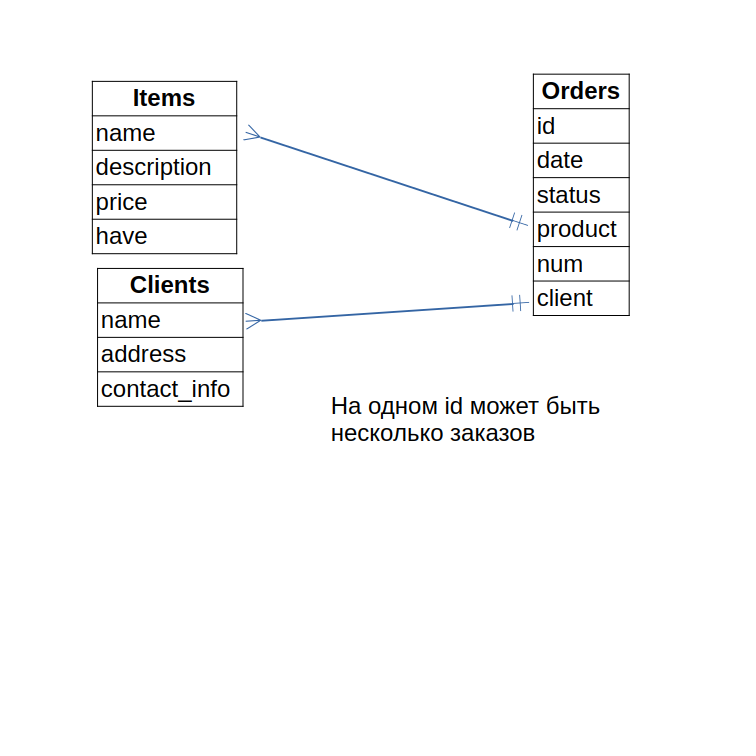 Items
name
description
price
have
Clients
name
address
contact_info
Orders
id
date
status
product
num
client
На одном id может быть
несколько заказов